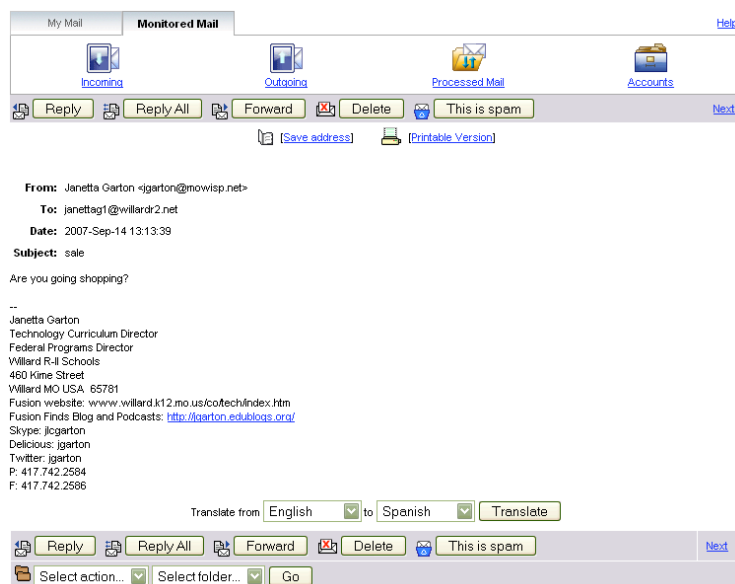 My Mail Monitored Mail Help
Incoming Outgoing Processed Mail Accounts
Reply Reply All Forward Delete This is spam Next
[Save address] [Printable Version]
From: Janetta Garton <jgarton@mowisp.net>
To: janettag1@willardr2.net
Date: 2007-Sep-14 13:13:39
Subject: sale
Are you going shopping?
--
Janetta Garton
Technology Curriculum Director
Federal Programs Director
Willard R-II Schools
460 Kime Street
Willard MO USA 65781
Fusion website: www.willard.k12.mo.us/co/tech/index.htm
Fusion Finds Blog and Podcasts: http://jgarton.edublogs.org/
Skype: jlcgarton
Delicious: jgarton
Twitter: jgarton
P: 417.742.2584
F: 417.742.2586
Translate from English to Spanish Translate
Reply Reply All Forward Delete This is spam Next
Select action... Select folder... Go